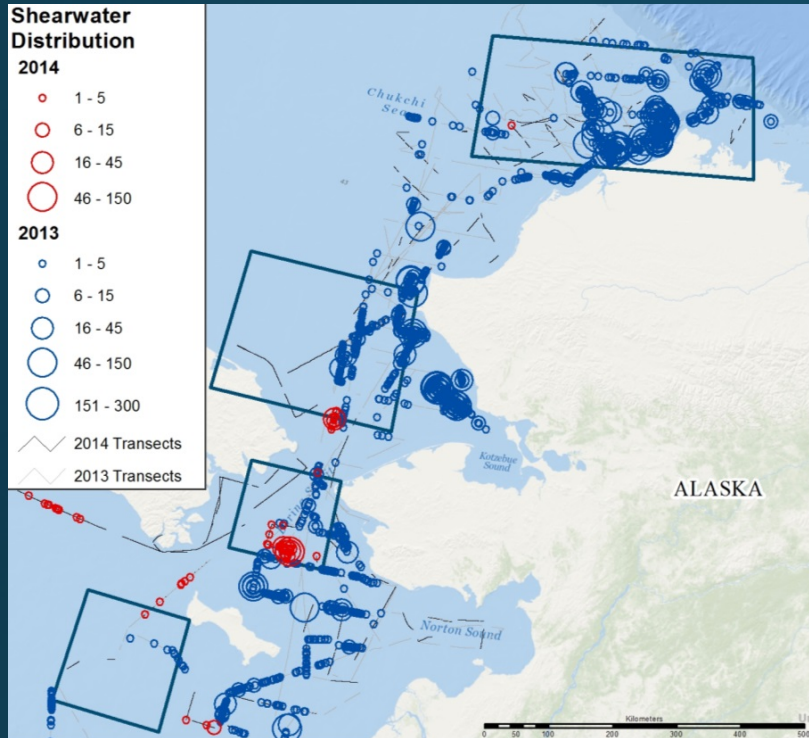 Shearwater
Distribution
2014
1 - 5
6 - 15
16 - 45
46 - 150
2013
1 - 5
6 - 15
16 - 45
46 - 150
151 - 300
2014 Transects
2013 Transects
Chukchi
Sea
Kotzebue
Sound
ALASKA
Norton Sound
Kilometers
0
100
200
300
400
500